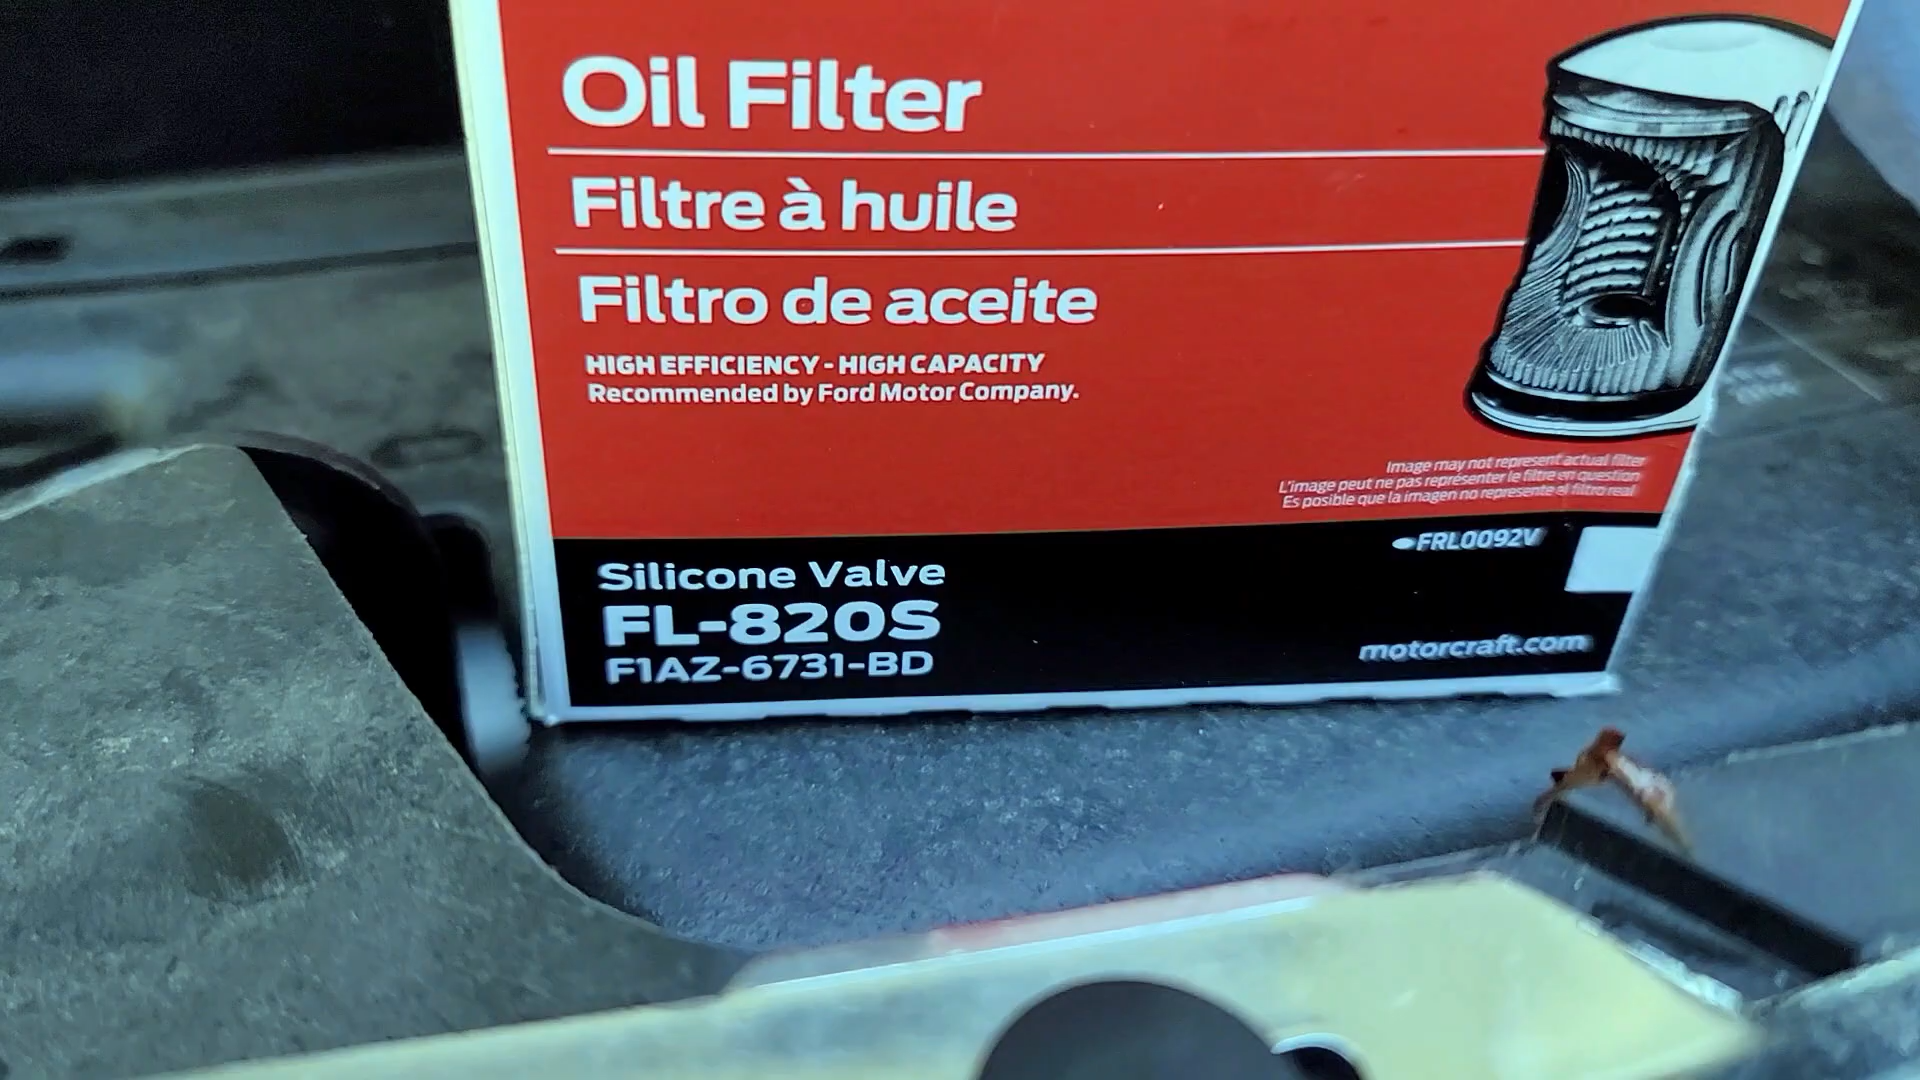 Oil Filter
Filtre à huile
Filtro de aceite
HIGH EFFICIENCY - HIGH CAPACITY
Recommended by Ford Motor Company.
Image may not represent actual filter
L'image peut ne pas représenter le filtre en question
Es posible que la imagen no represente el filtro real
FRL0092V
Silicone Valve
FL-820S
F1AZ-6731-BD
motorcraft.com